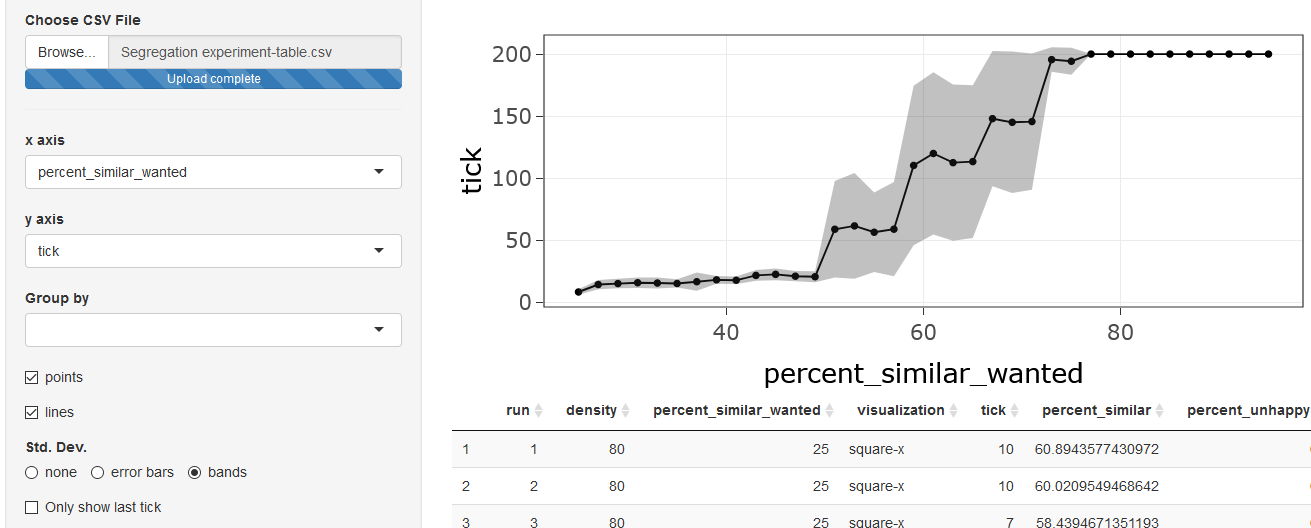 Choose CSV File
Browse... Segregation experiment-table.csv
Upload complete
x axis
percent_similar_wanted
y axis
tick
Group by
points
lines
Std. Dev.
none error bars bands
Only show last tick
200
150
100
50
0
tick
40 60 80
percent_similar_wanted
run density percent_similar_wanted visualization tick percent_similar percent_unhappy
1 1 80 25 square-x 10 60.8943577430972
2 2 80 25 square-x 10 60.0209549468642
3 3 80 25 square-x 7 58.4394671351193